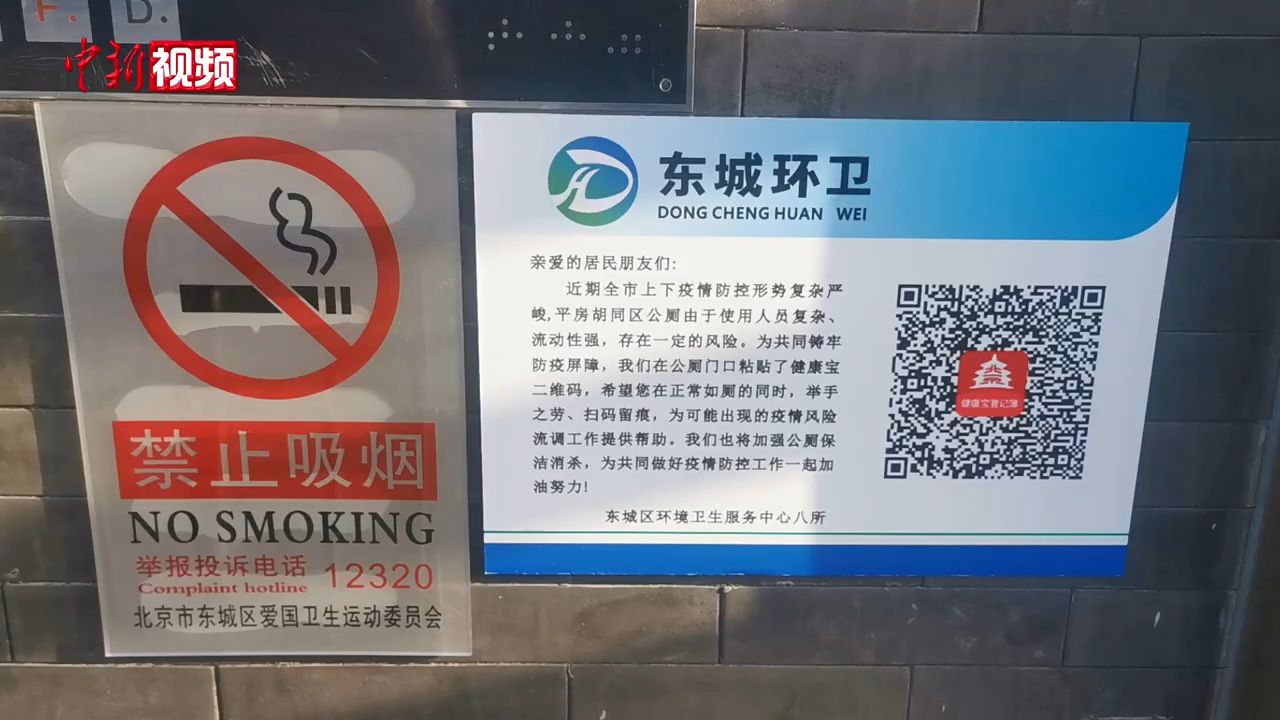 F. D.
中新视频
禁止吸烟
NO SMOKING
举报投诉电话 12320
Complaint hotline
北京市东城区爱国卫生运动委员会
东城环卫
DONG CHENG HUAN WEI
亲爱的居民朋友们:
近期全市上下疫情防控形势复杂严
峻,平房胡同区公厕由于使用人员复杂、
流动性强，存在一定的风险。为共同铸牢
防疫屏障，我们在公厕门口粘贴了健康宝
二维码，希望您在正常如厕的同时，举手
之劳、扫码留痕，为可能出现的疫情风险
流调工作提供帮助。我们也将加强公厕保
洁消杀，为共同做好疫情防控工作一起加
油努力!
东城区环境卫生服务中心八所
健康宝登记簿